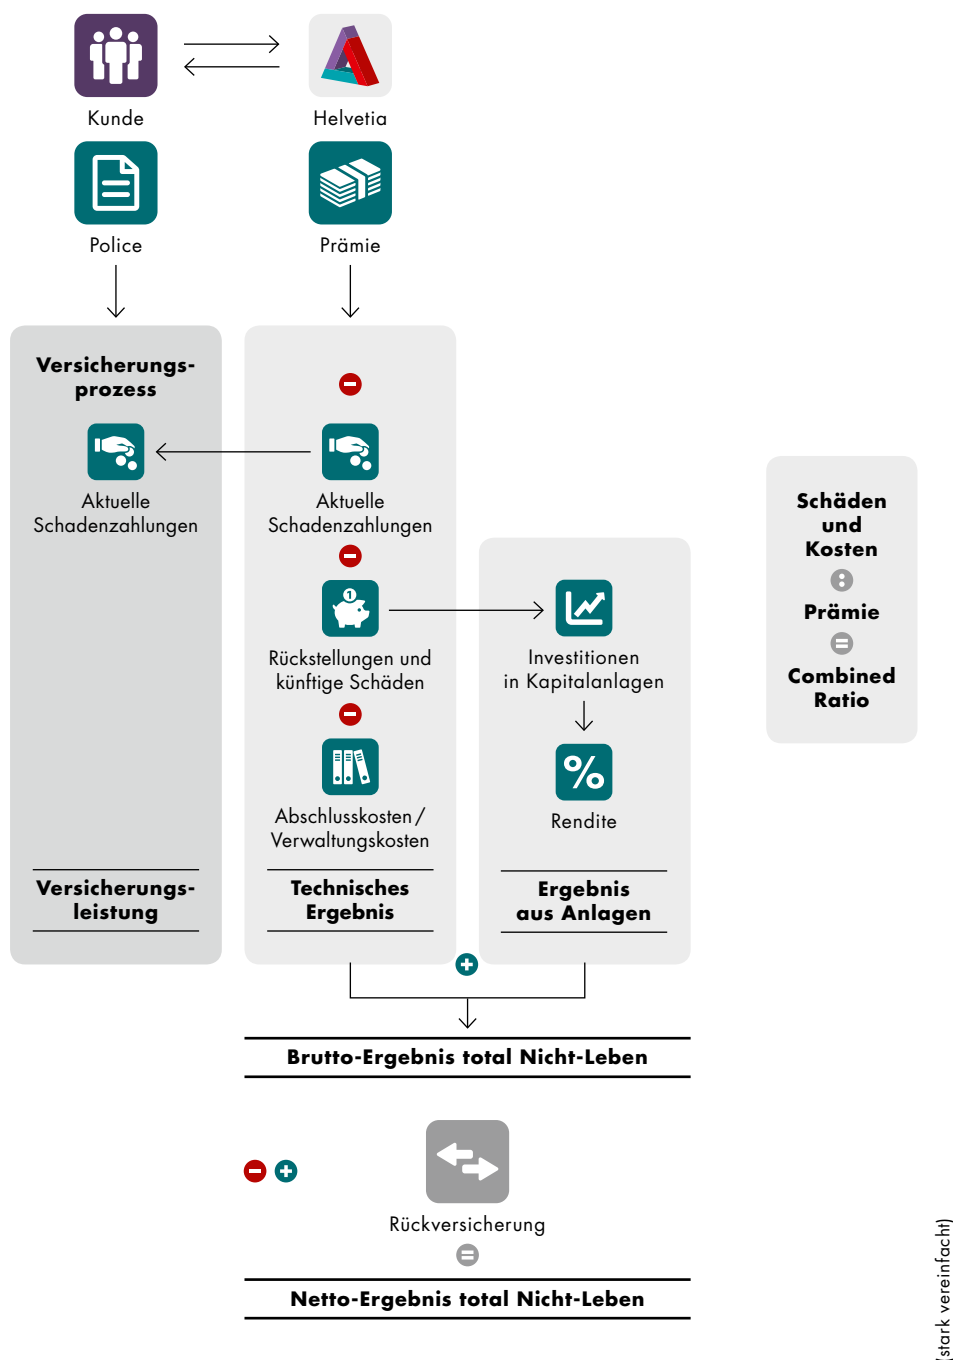 Kunde
Helvetia
Police
Prämie
Versicherungs-
prozess
Aktuelle
Schadenzahlungen
Versicherungs-
leistung
Aktuelle
Schadenzahlungen
1
Rückstellungen und
künftige Schäden
Abschlusskosten/
Verwaltungskosten
Technisches
Ergebnis
Investitionen
in Kapitalanlagen
%
Rendite
Ergebnis
aus Anlagen
Schäden
und
Kosten
:
Prämie
=
Combined
Ratio
Brutto-Ergebnis total Nicht-Leben
Rückversicherung
=
Netto-Ergebnis total Nicht-Leben
(stark vereinfacht)